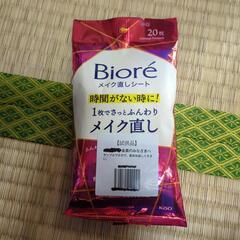 20枚
Bioré
メイク直しシート
時間がない時に!
1枚でさっとふんわり
メイク直し
【試供品】
Kao